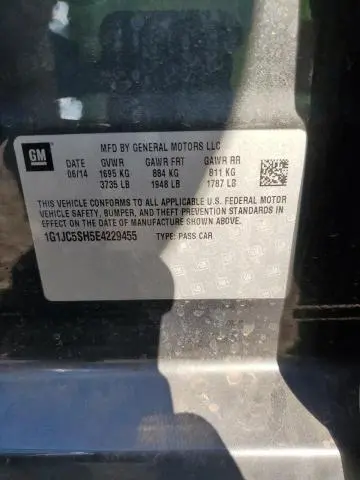 GM
MFD BY GENERAL MOTORS LLC
DATE GVWR GAWR FRT GAWR RR
06/14 1695 KG 884 KG 811 KG
3735 LB 1948 LB 1787 LB
THIS VEHICLE CONFORMS TO ALL APPLICABLE U.S. FEDERAL MOTOR
VEHICLE SAFETY, BUMPER, AND THEFT PREVENTION STANDARDS IN
EFFECT ON THE DATE OF MANUFACTURE SHOWN ABOVE.
1G1JC5SH5E4229455 TYPE: PASS CAR